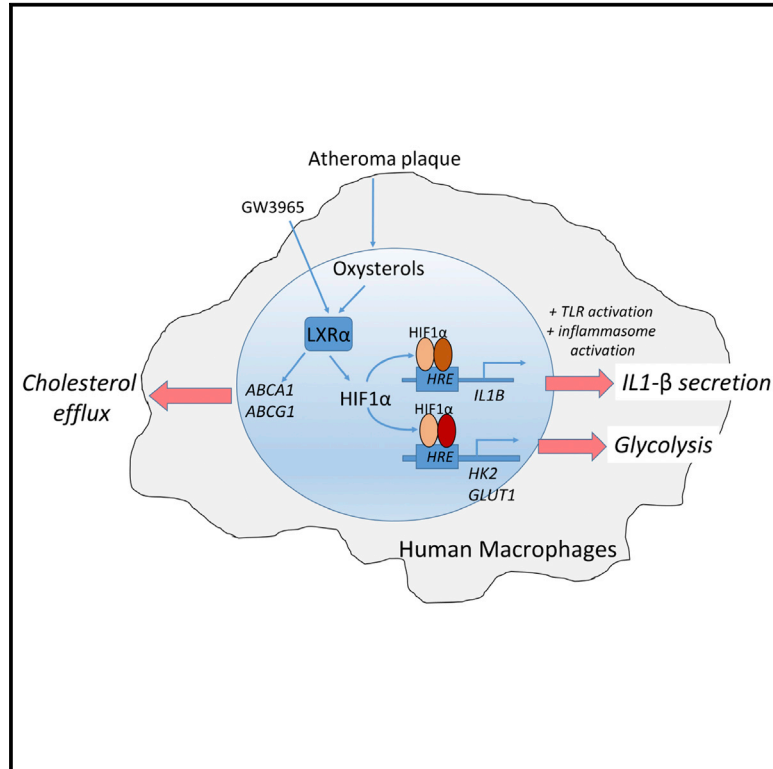 Atheroma plaque
GW3965
Oxysterols
LXRα
ABCA1
ABCG1
HIF1α
HIF1α
HRE
IL1B
HIF1α
HRE
HK2
GLUT1
+ TLR activation
+ inflammasome
activation
Cholesterol
efflux
IL1-β secretion
Glycolysis
Human Macrophages